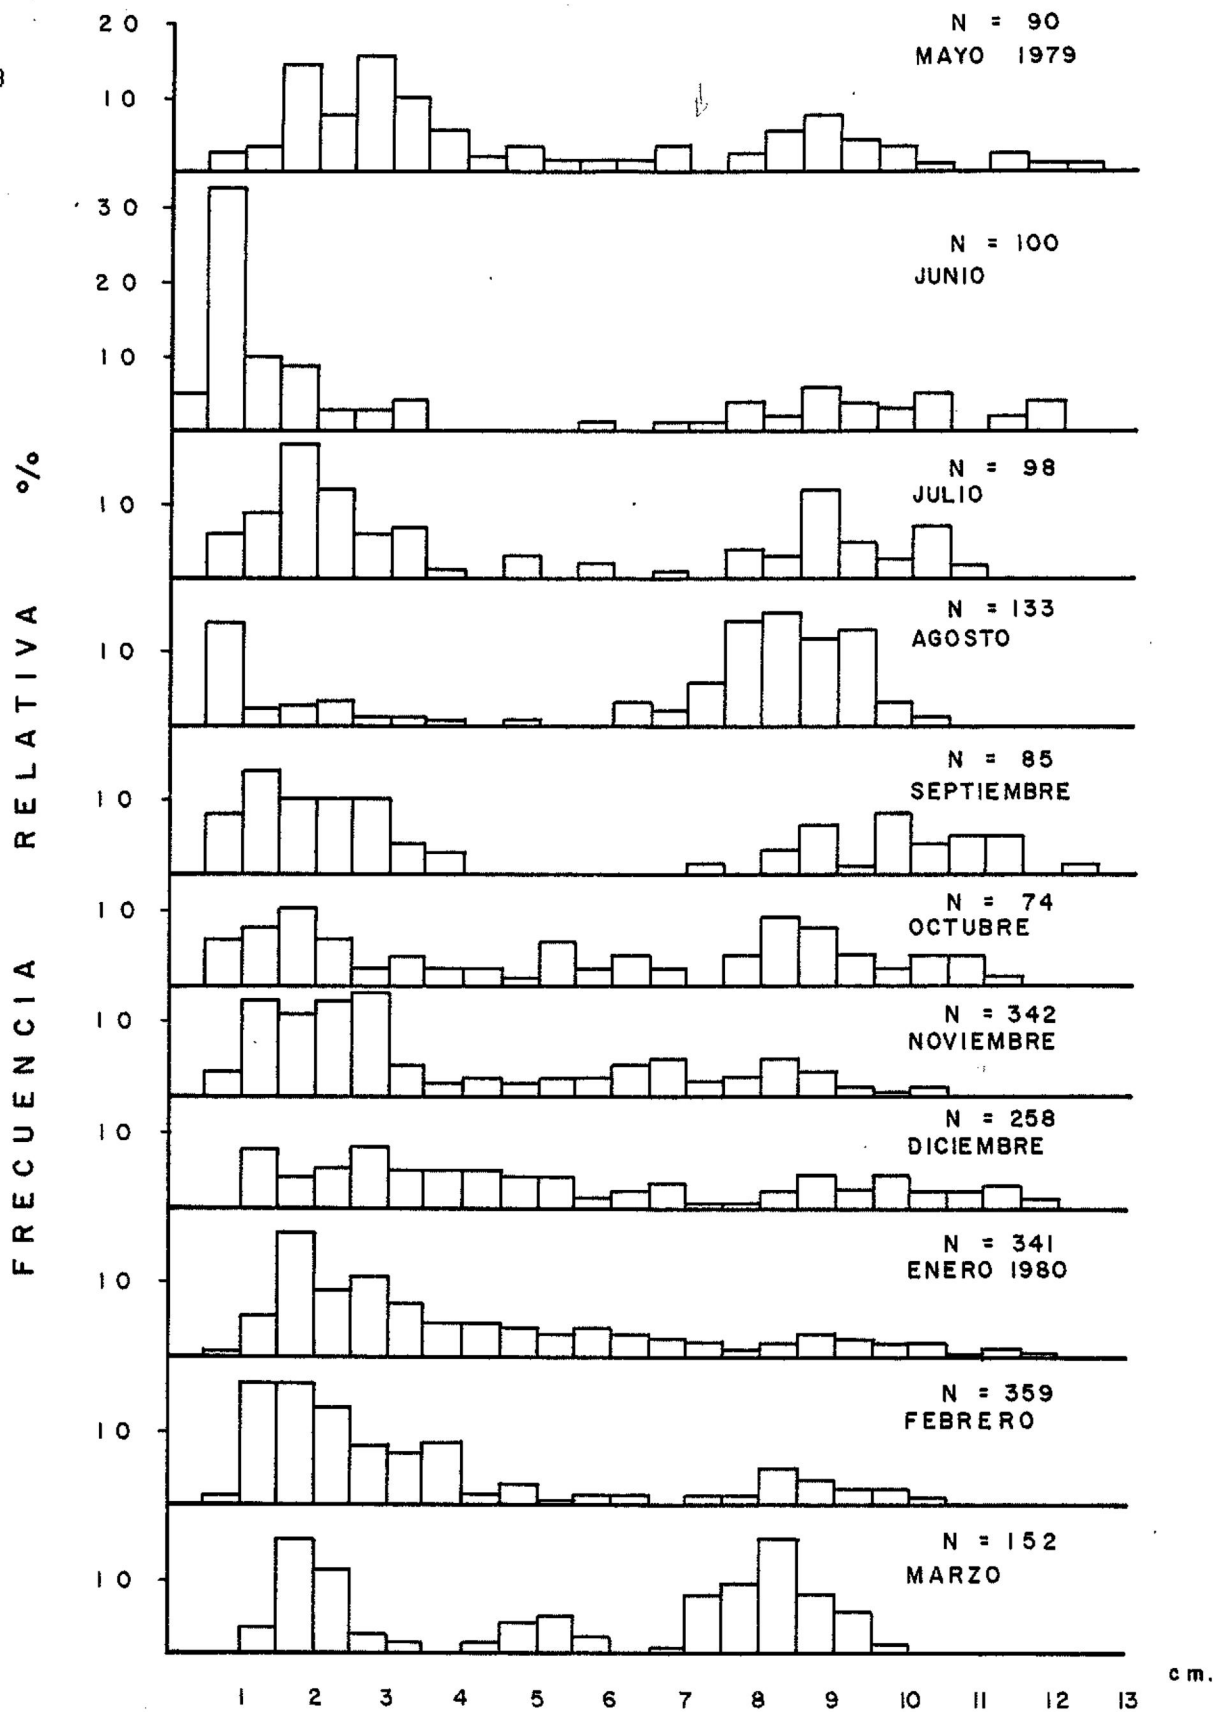 3
20
10
N = 90
MAYO 1979
30
20
10
N = 100
JUNIO
10
N = 98
JULIO
10
N = 133
AGOSTO
10
N = 85
SEPTIEMBRE
10
N = 74
OCTUBRE
10
N = 342
NOVIEMBRE
10
N = 258
DICIEMBRE
10
N = 341
ENERO 1980
10
N = 359
FEBRERO
10
N = 152
MARZO
FRECUENCIA RELATIVA %
1 2 3 4 5 6 7 8 9 10 11 12 13
cm.